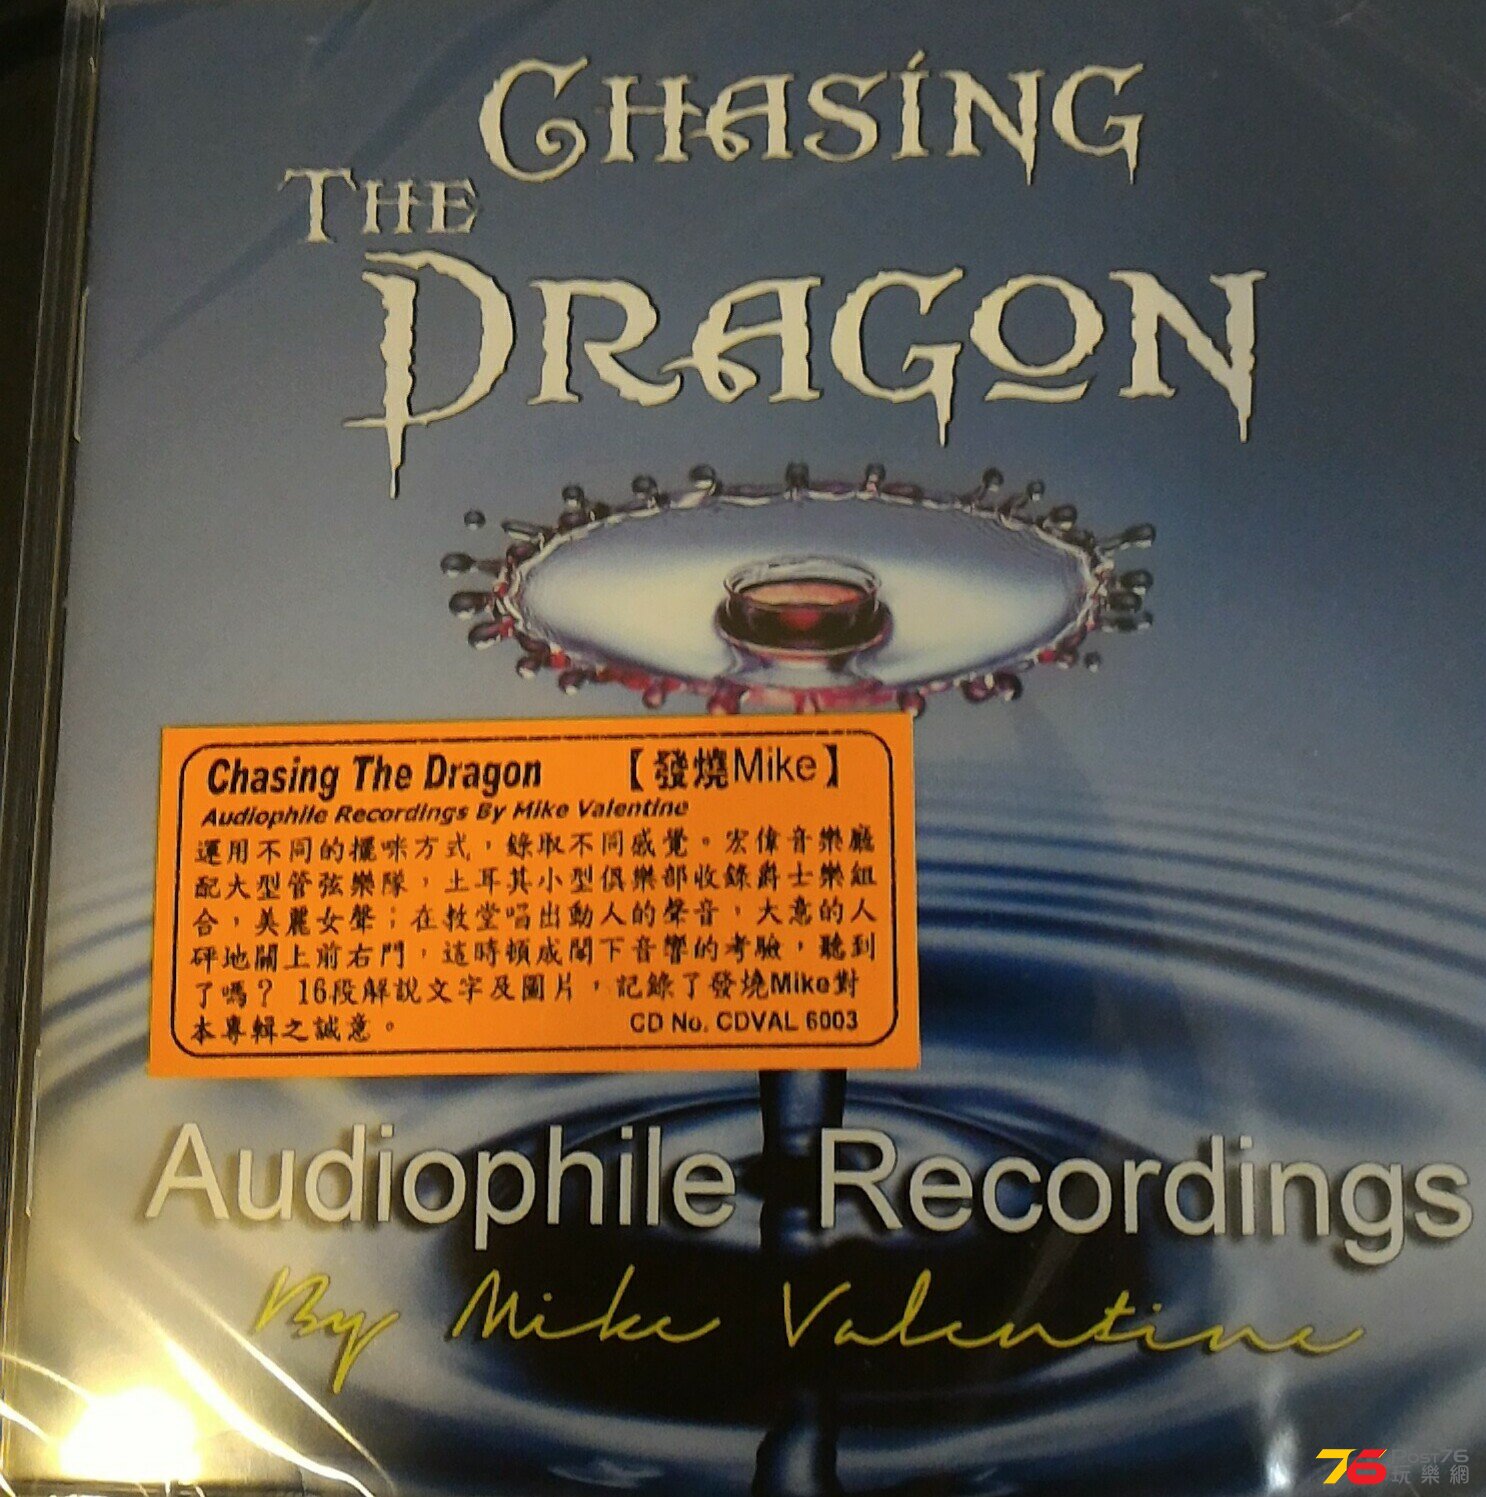 CHASING
THE
DRAGON
Chasing The Dragon 【發燒Mike】
Audiophile Recordings By Mike Valentine
運用不同的擺咪方式，錄取不同感覺。宏偉音樂廳
配大型管弦樂隊，土耳其小型俱樂部收錄爵士樂組
合，美麗女聲；在教堂唱出動人的聲音，大意的人
砰地關上前右門，這時頓成閣下音響的考驗，聽到
了嗎？ 16段解說文字及圖片，記錄了發燒Mike對
本專輯之誠意。 CD No. CDVAL 6003
Audiophile Recordings
By Mike Valentine
76 Post76
玩樂網